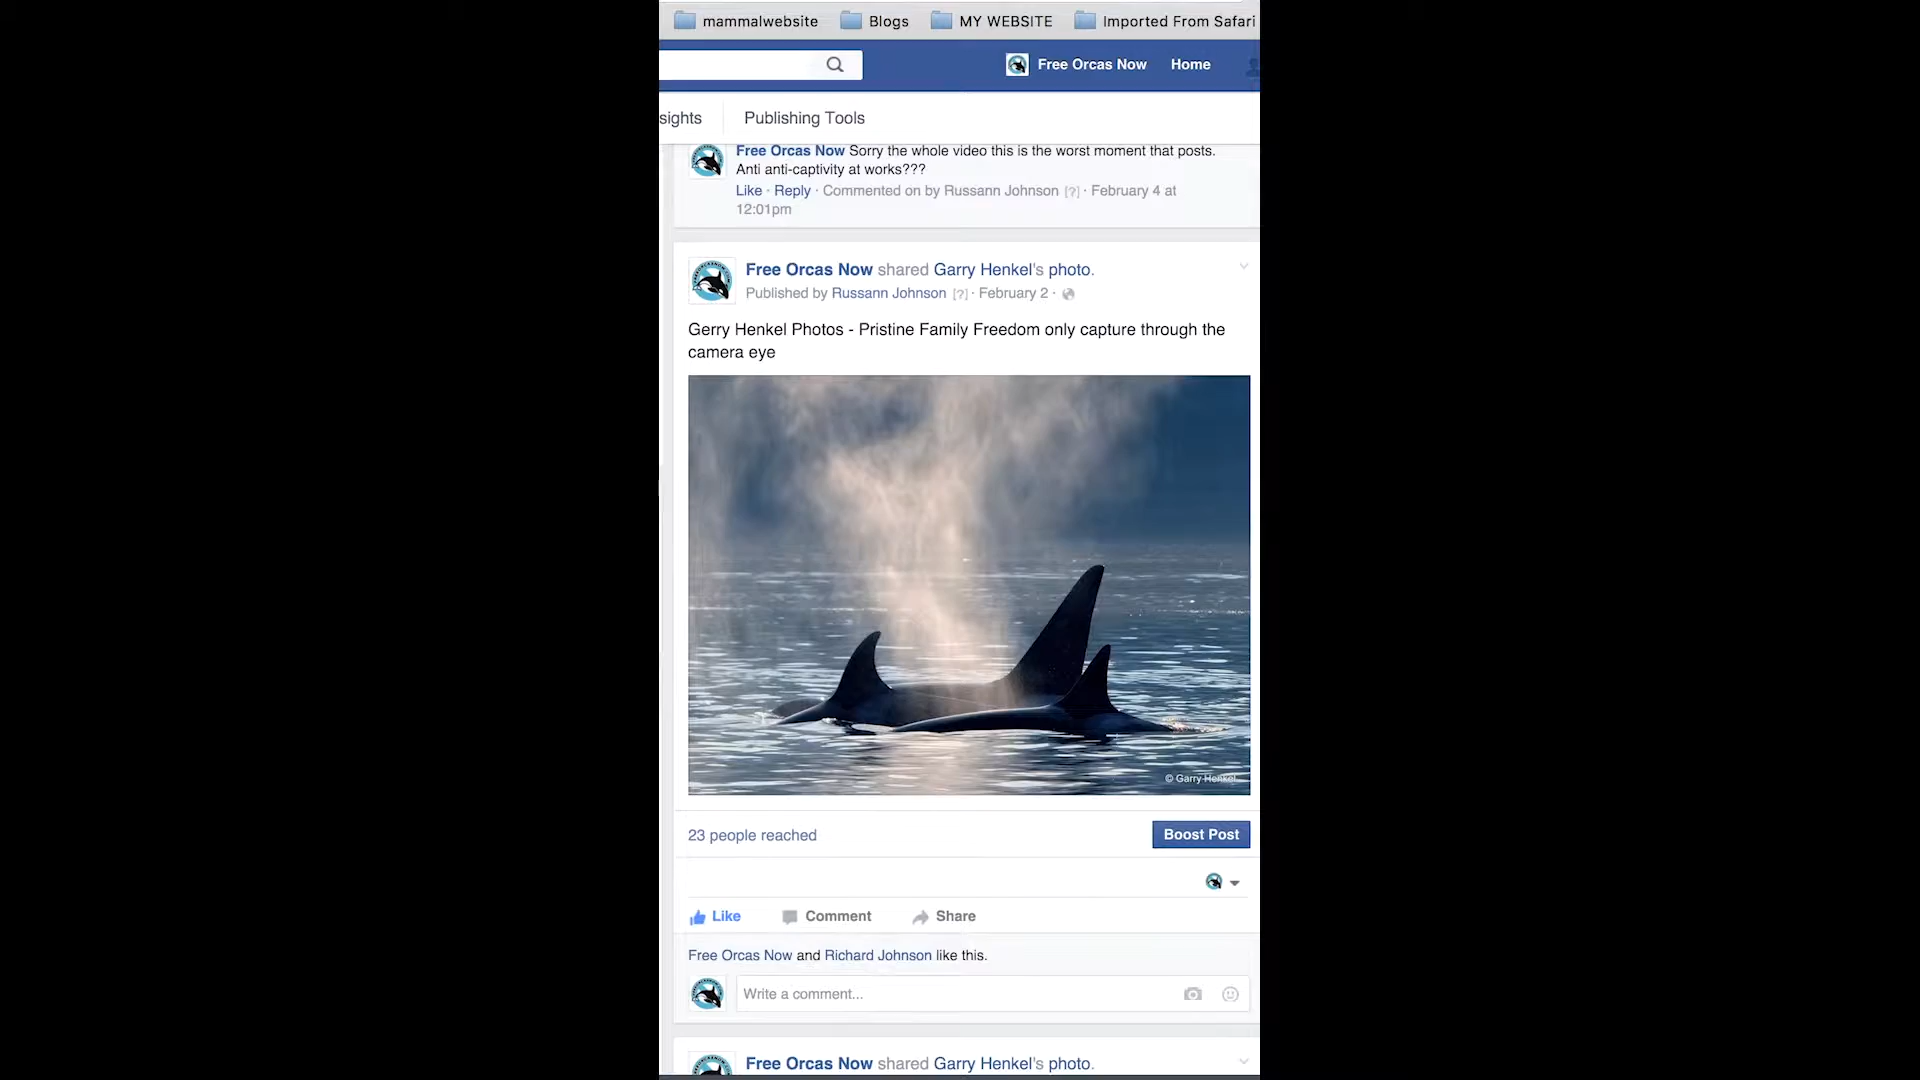 mammalwebsite Blogs MY WEBSITE Imported From Safari
Free Orcas Now Home
sights Publishing Tools
Free Orcas Now Sorry the whole video this is the worst moment that posts.
Anti anti-captivity at works???
Like · Reply · Commented on by Russann Johnson [?] · February 4 at
12:01pm
Free Orcas Now shared Garry Henkel's photo.
Published by Russann Johnson [?] · February 2 ·
Gerry Henkel Photos - Pristine Family Freedom only capture through the
camera eye
© Garry Henkel
23 people reached Boost Post
Like Comment Share
Free Orcas Now and Richard Johnson like this.
Write a comment...
Free Orcas Now shared Garry Henkel's photo.